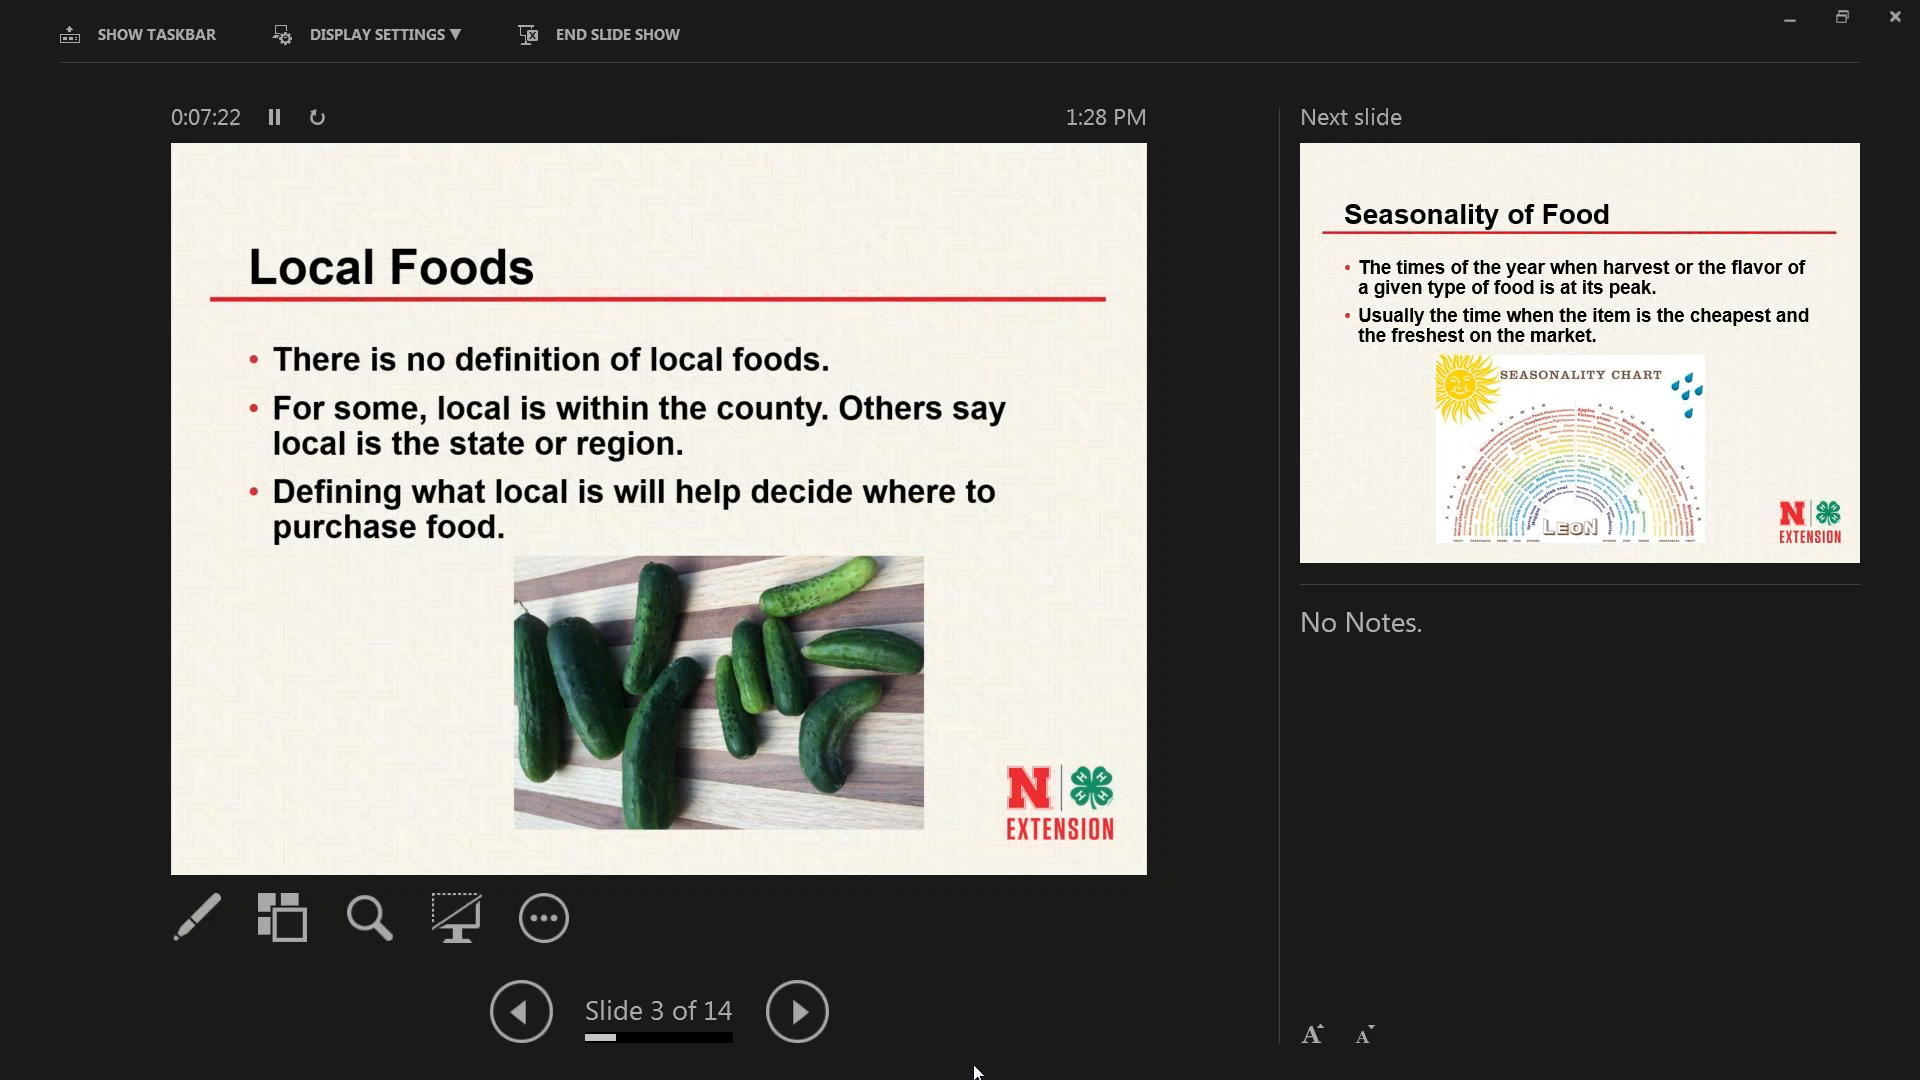 SHOW TASKBAR
DISPLAY SETTINGS ▼
END SLIDE SHOW
0:07:22
1:28 PM
Local Foods
• There is no definition of local foods.
• For some, local is within the county. Others say
local is the state or region.
• Defining what local is will help decide where to
purchase food.
N
H H H H
EXTENSION
Slide 3 of 14
Next slide
Seasonality of Food
• The times of the year when harvest or the flavor of
a given type of food is at its peak.
• Usually the time when the item is the cheapest and
the freshest on the market.
SEASONALITY CHART
SUMMER
AUTUMN
SPRING
WINTER
LEON
N
EXTENSION
No Notes.
A
A